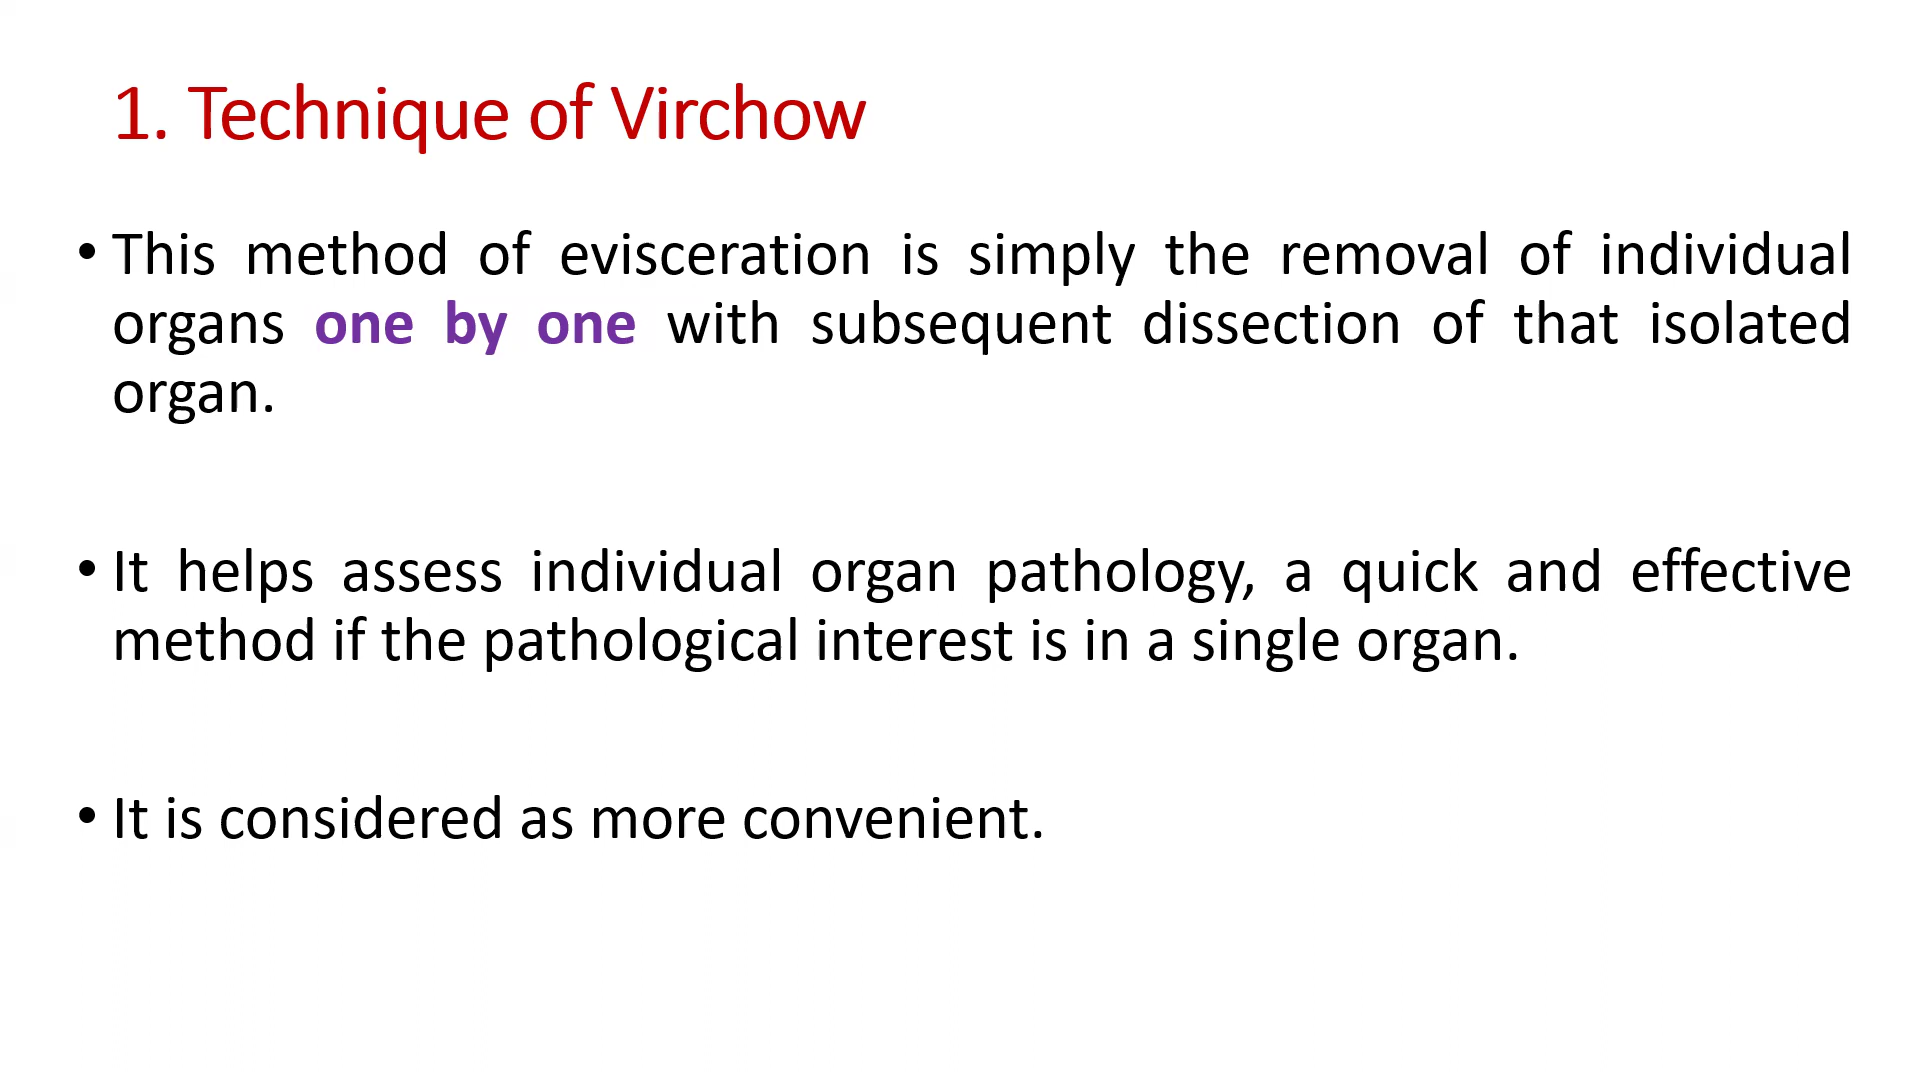 1. Technique of Virchow
• This method of evisceration is simply the removal of individual
organs one by one with subsequent dissection of that isolated
organ.
• It helps assess individual organ pathology, a quick and effective
method if the pathological interest is in a single organ.
• It is considered as more convenient.